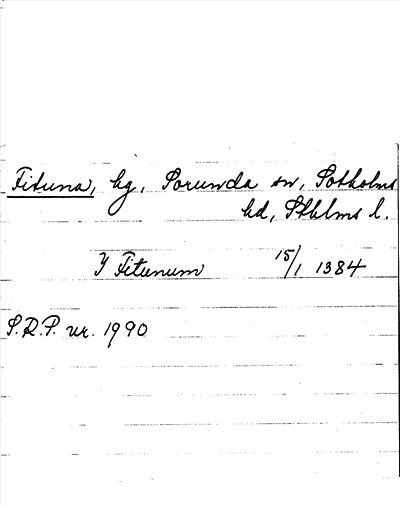 Fituna, hg, Sorunda sn, Sotholms
hd, Sthlms l.
I Fitunum 15/1 1384
S.R.P. nr. 1990